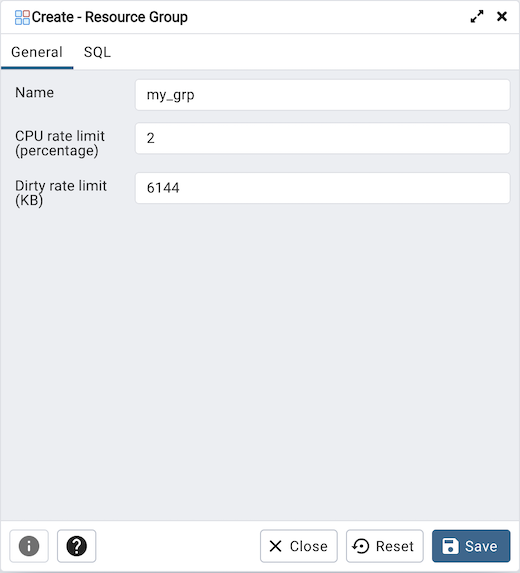 Create - Resource Group
General SQL
Name my_grp
CPU rate limit (percentage) 2
Dirty rate limit (KB) 6144
Close Reset Save